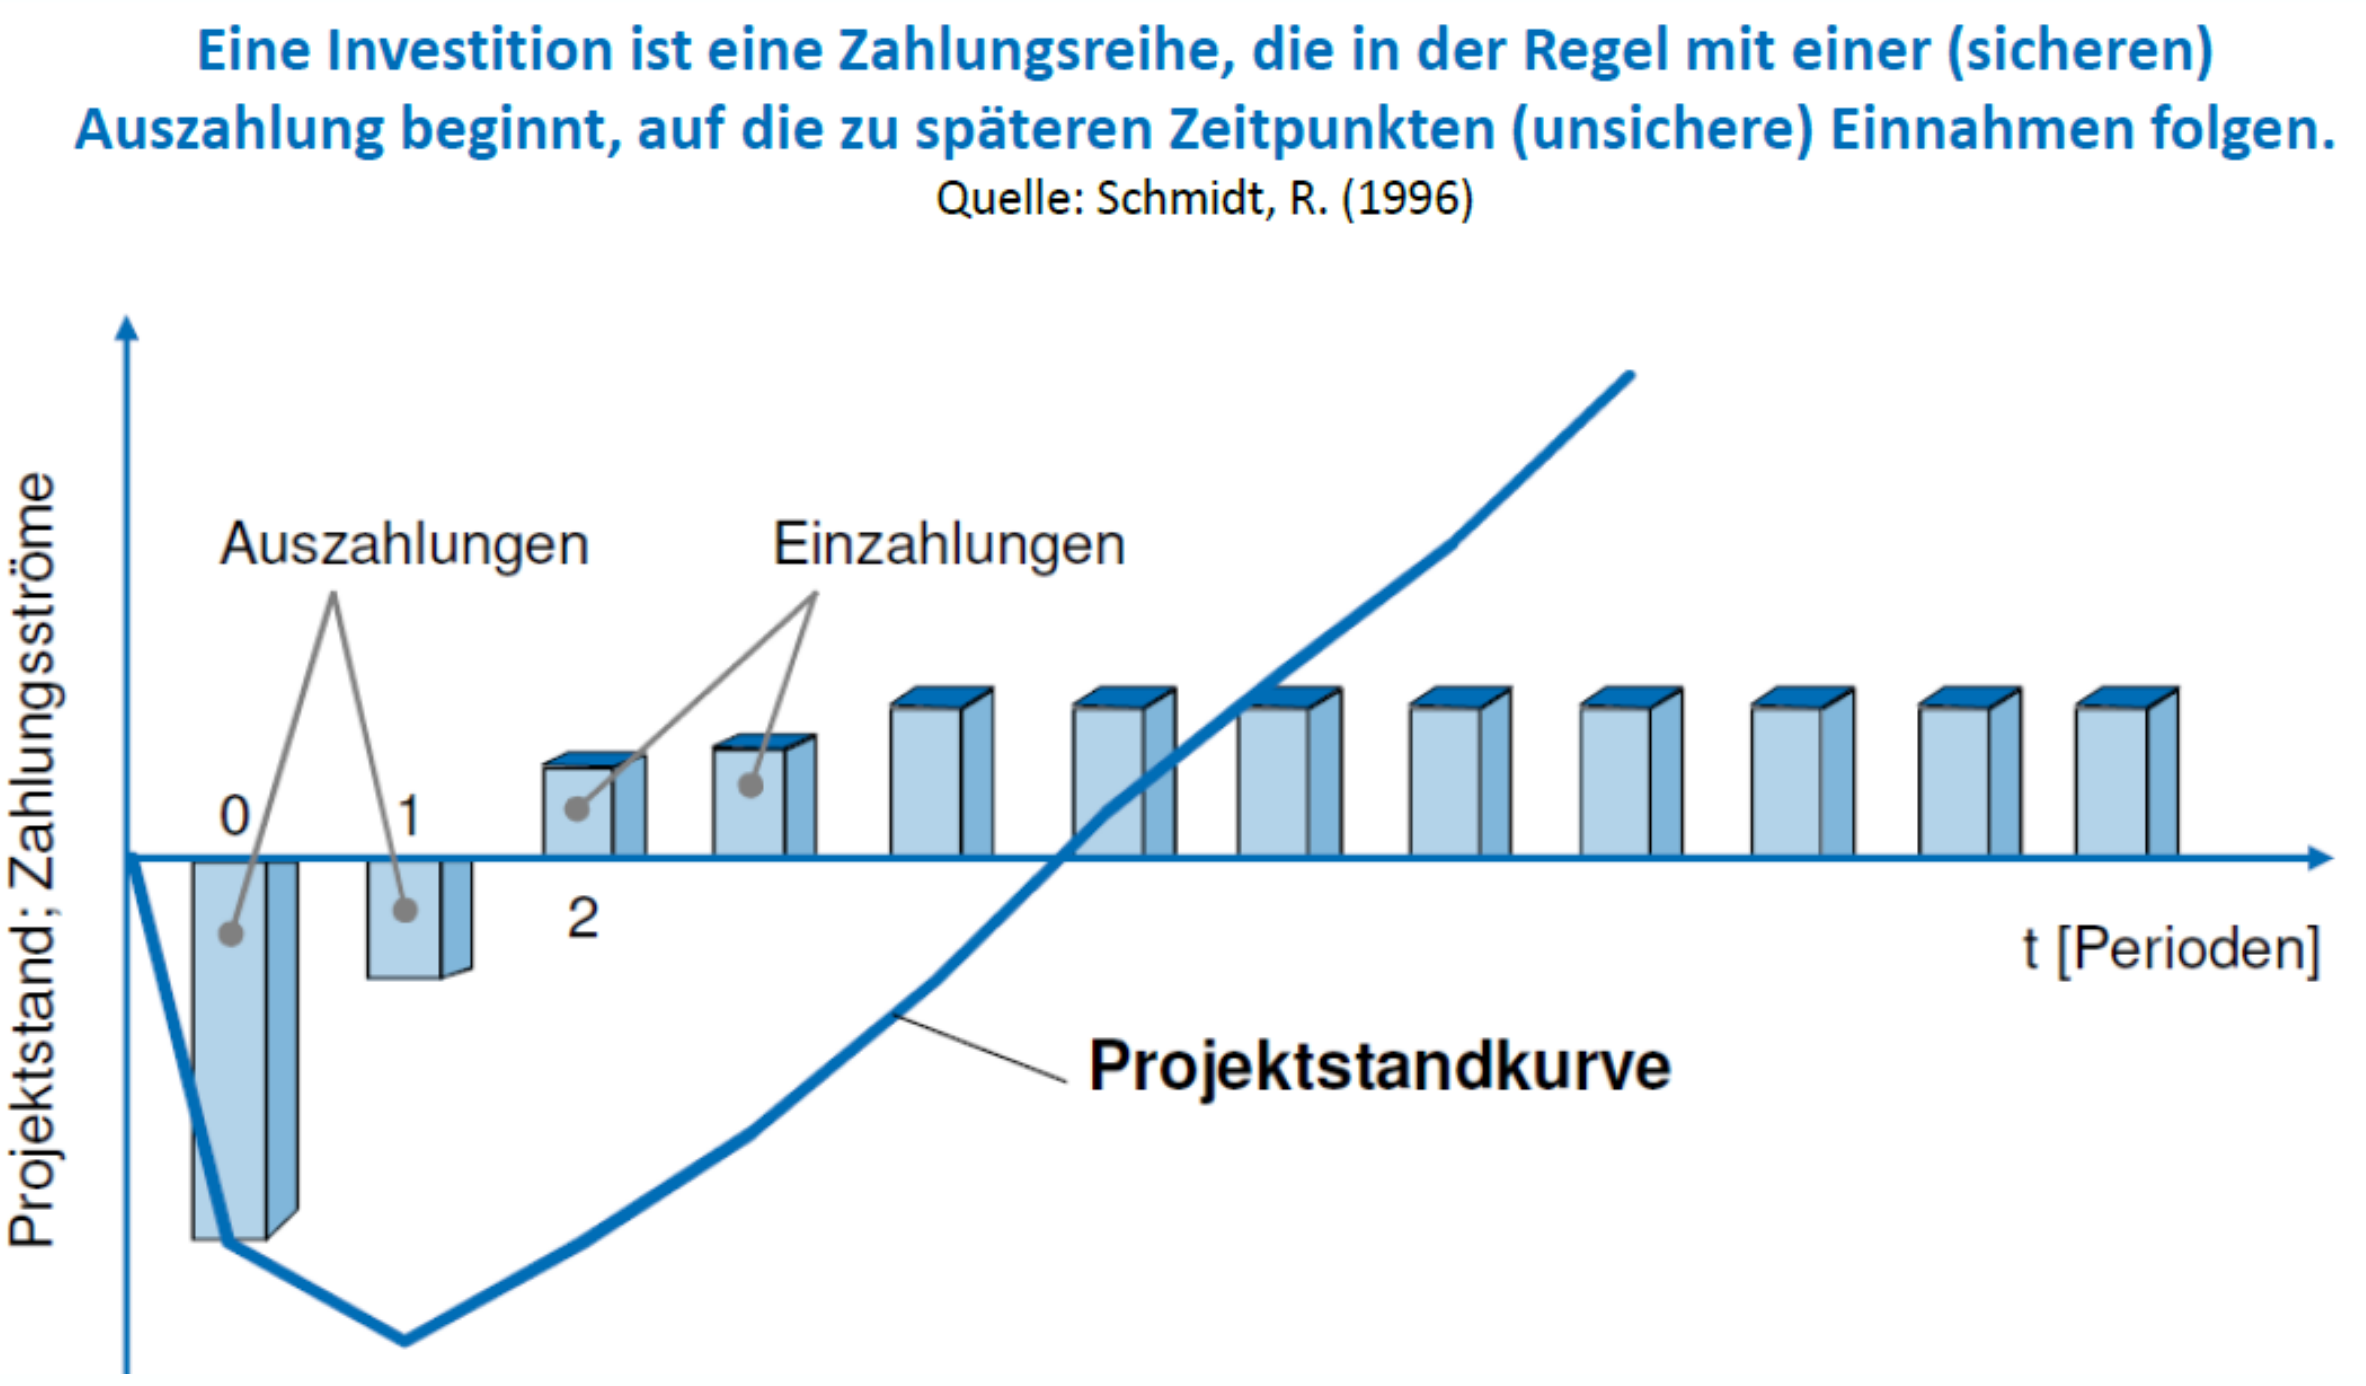 Eine Investition ist eine Zahlungsreihe, die in der Regel mit einer (sicheren)
Auszahlung beginnt, auf die zu späteren Zeitpunkten (unsichere) Einnahmen folgen.
Quelle: Schmidt, R. (1996)
Projektstand; Zahlungsströme
Auszahlungen
Einzahlungen
0
1
2
t [Perioden]
Projektstandkurve